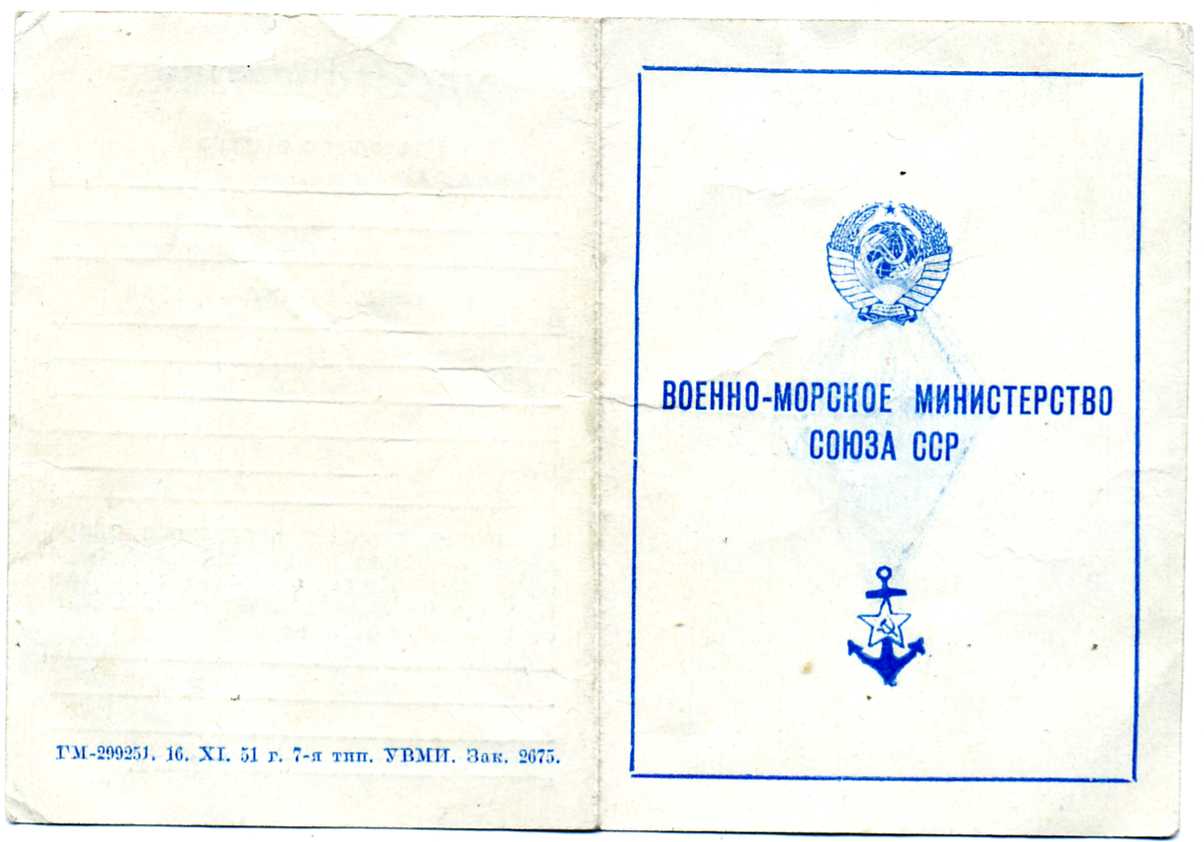 ВОЕННО-МОРСКОЕ МИНИСТЕРСТВО
СОЮЗА ССР
ГМ-299251. 16. XI. 51 г. 7-я тип. УВМИ. Зак. 2675.